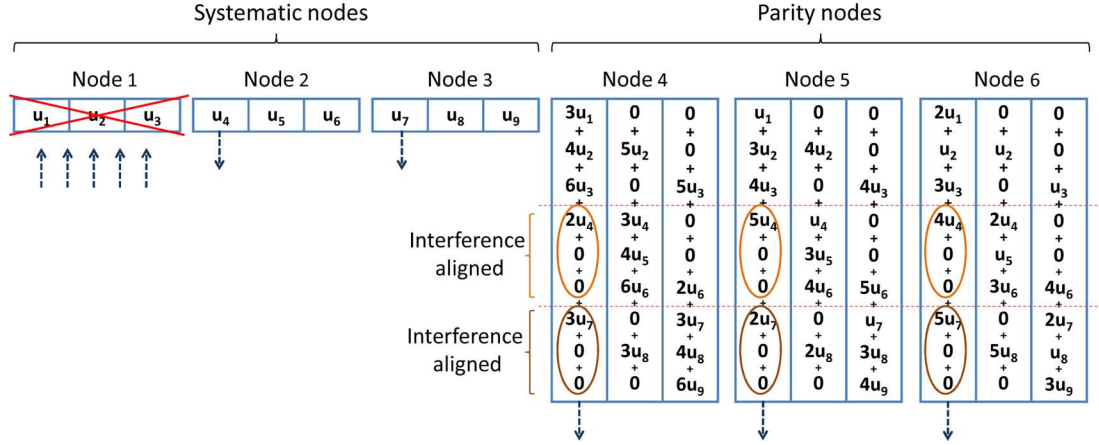 Systematic nodes Parity nodes
Node 1 Node 2 Node 3 Node 4 Node 5 Node 6
u1 u2 u3 u4 u5 u6 u7 u8 u9
3u1 0 0 u1 0 0 2u1 0 0
+ + + + + + + + +
4u2 5u2 0 3u2 4u2 0 u2 u2 0
+ + + + + + + + +
6u3 0 5u3 4u3 0 4u3 3u3 0 u3
+ + + + + + + + +
2u4 3u4 0 5u4 u4 0 4u4 2u4 0
+ + + + + + + + +
Interference aligned
0 4u5 0 0 3u5 0 0 u5 0
+ + + + + + + + +
0 6u6 2u6 0 4u6 5u6 0 3u6 4u6
+ + + + + + + + +
3u7 0 3u7 2u7 0 u7 5u7 0 2u7
+ + + + + + + + +
Interference aligned
0 3u8 4u8 0 2u8 3u8 0 5u8 u8
+ + + + + + + + +
0 0 6u9 0 0 4u9 0 0 3u9